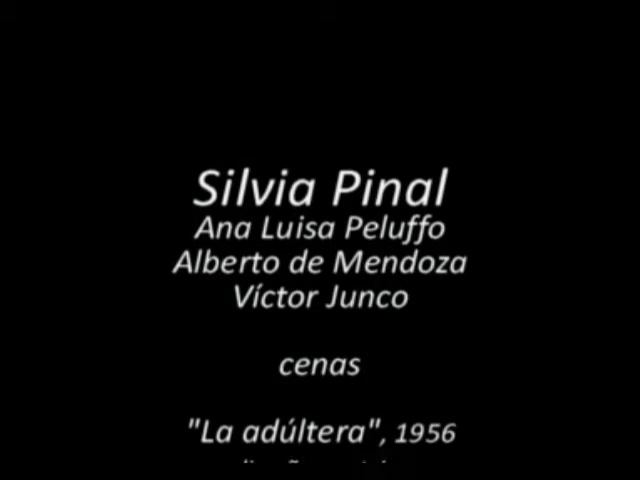 Silvia Pinal
Ana Luisa Peluffo
Alberto de Mendoza
Víctor Junco
cenas
"La adúltera", 1956